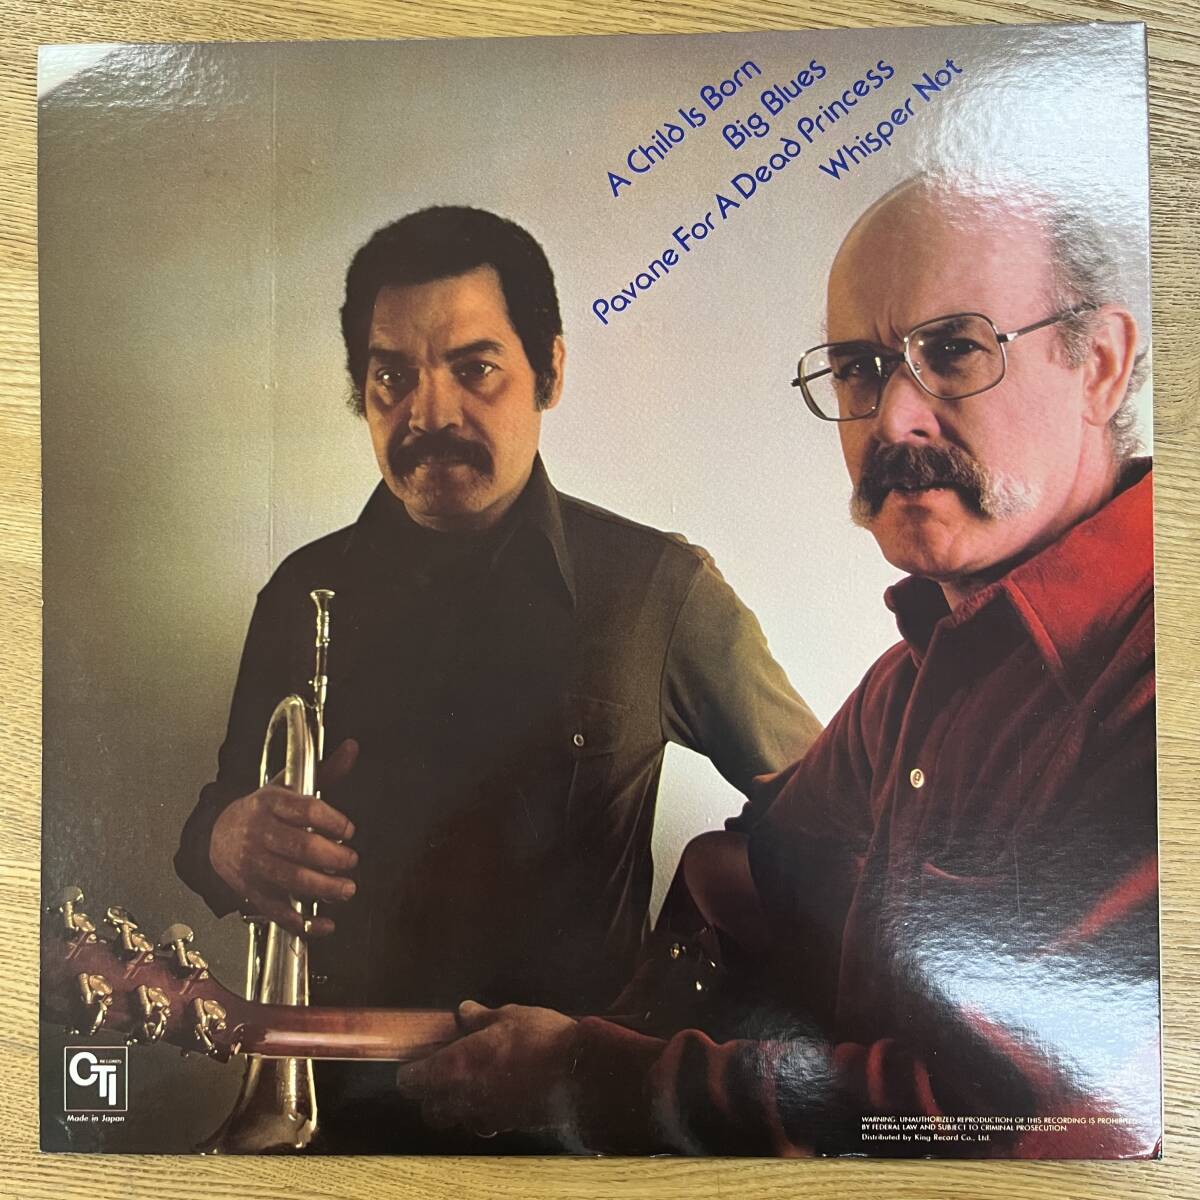 A Child Is Born
Big Blues
Pavane For A Dead Princess
Whisper Not
RECORDS
CTI
Made in Japan
WARNING: UNAUTHORIZED REPRODUCTION OF THIS RECORDING IS PROHIBITED
BY FEDERAL LAW AND SUBJECT TO CRIMINAL PROSECUTION.
Distributed by King Record Co., Ltd.